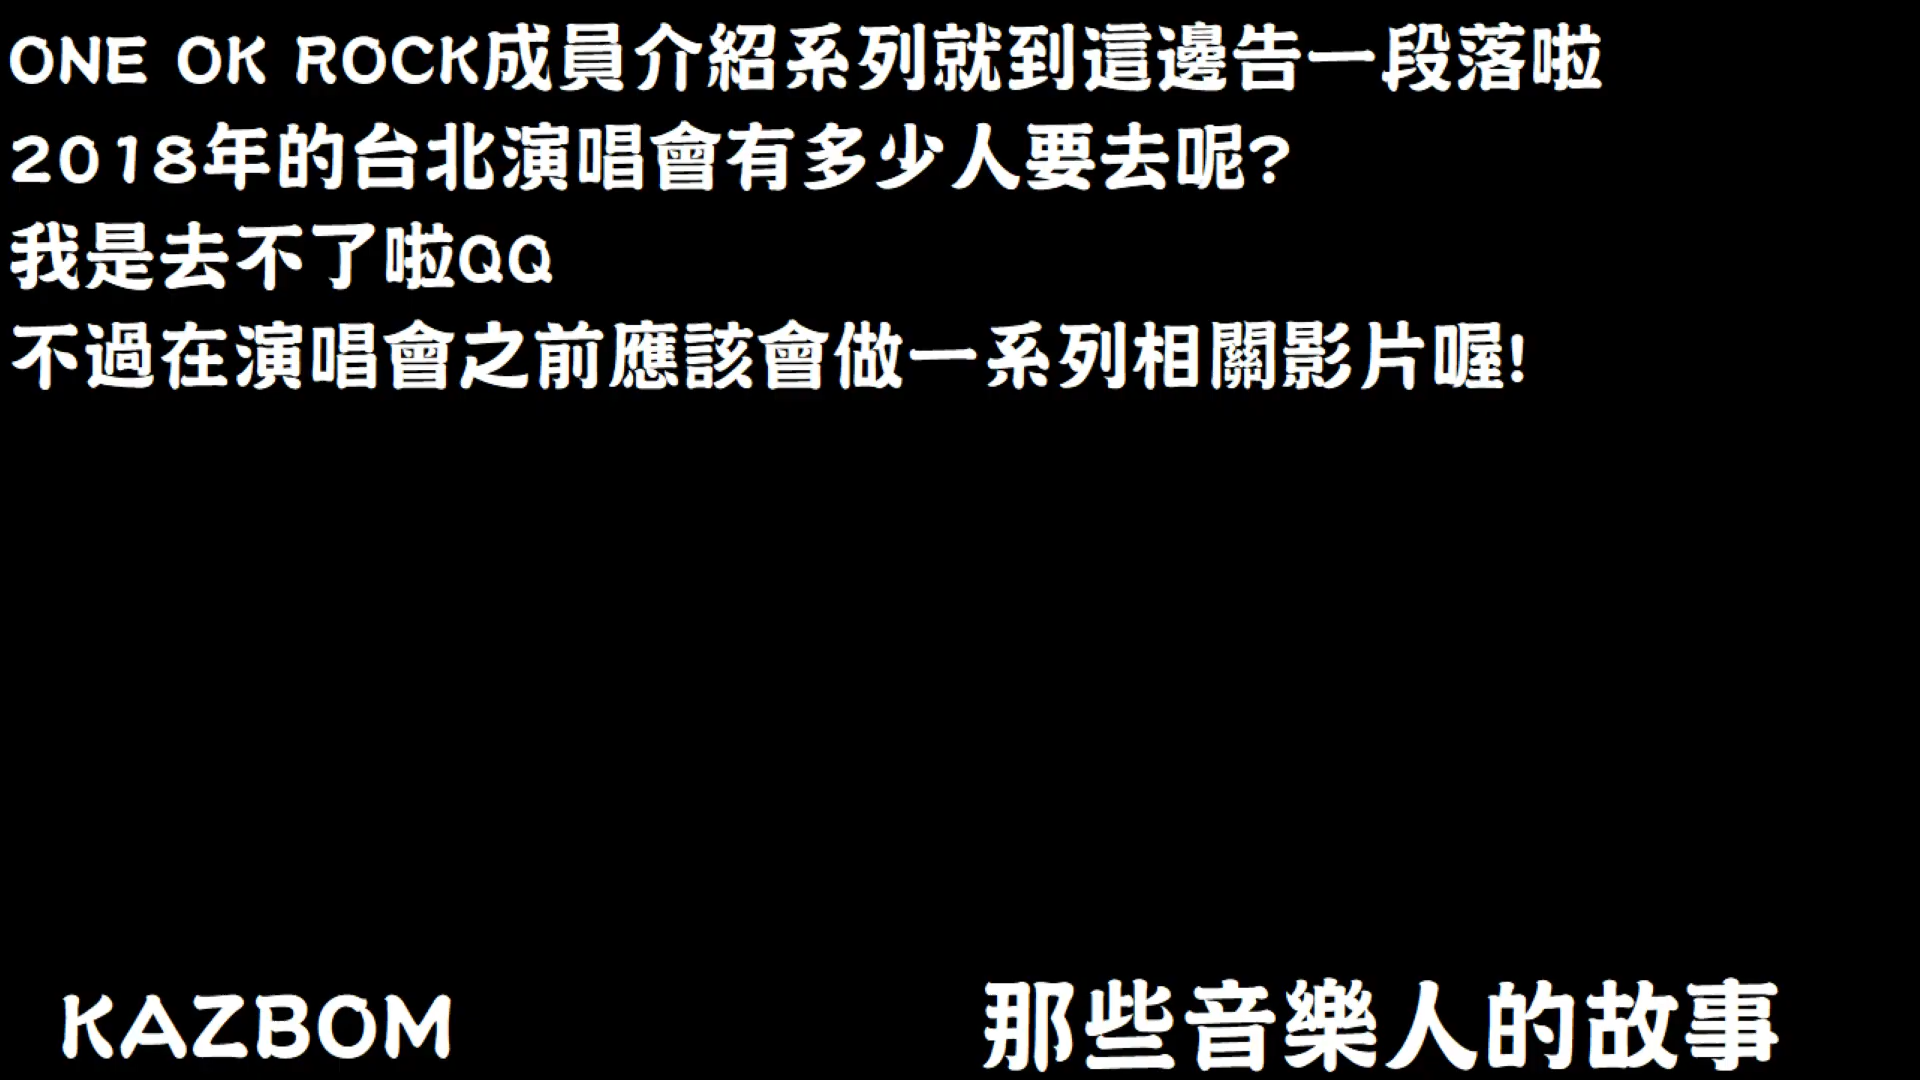 ONE OK ROCK成員介紹系列就到這邊告一段落啦
2018年的台北演唱會有多少人要去呢?
我是去不了啦QQ
不過在演唱會之前應該會做一系列相關影片喔!
KAZBOM
那些音樂人的故事